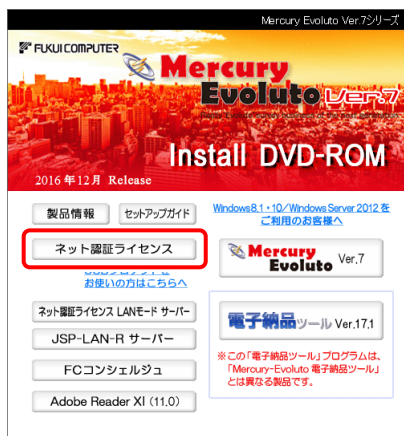 Mercury Evoluto Ver.7シリーズ
FUKUI COMPUTER
Mercury
Evoluto Ver.7
Install DVD-ROM
2016年12月 Release
製品情報
セットアップガイド
Windows8.1・10／Windows Server 2012 を
ご利用のお客様へ
ネット認証ライセンス
お使いの方はこちらへ
Mercury
Evoluto Ver.7
ネット認証ライセンス LANモード サーバー
電子納品ツール Ver.17.1
JSP-LAN-R サーバー
※この「電子納品ツール」プログラムは、
「Mercury-Evoluto 電子納品ツール」
とは異なる製品です。
FCコンシェルジュ
Adobe Reader XI (11.0)